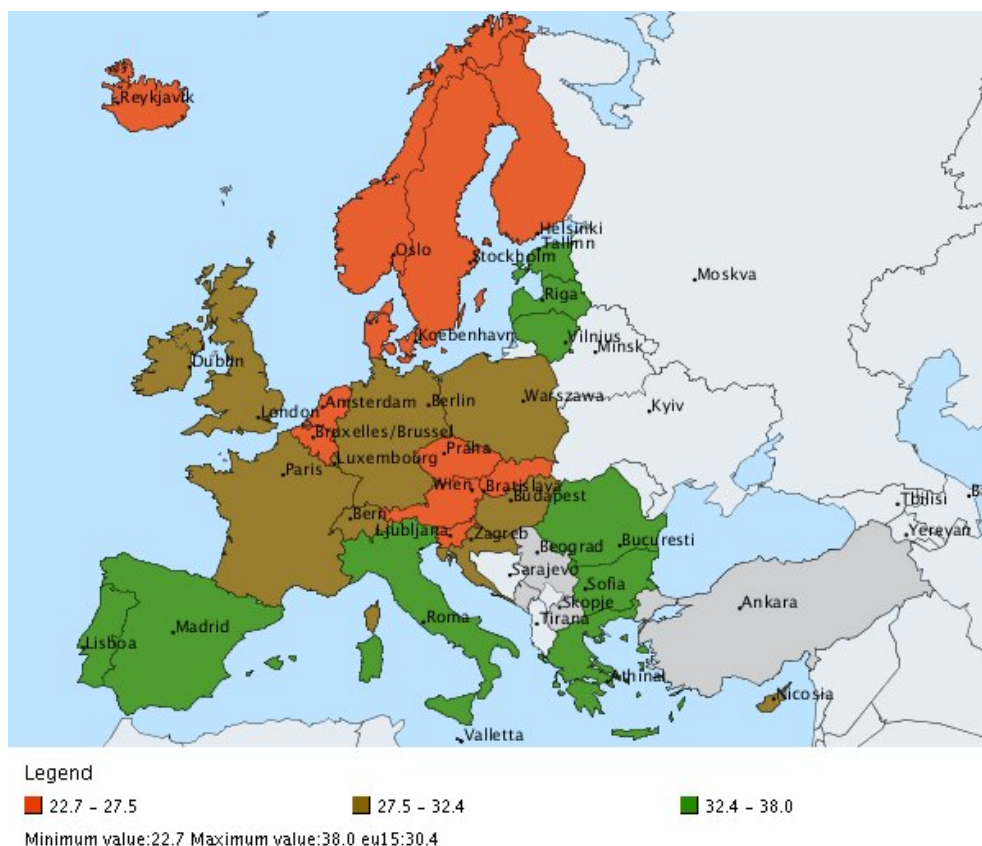 Reykjavik
Helsinki
Tallinn
Oslo
Stockholm
Moskva
Riga
Koebenhavn
Vilnius
Minsk
Dublin
Amsterdam
Berlin
Warszawa
Kyiv
London
Bruxelles/Brussel
Praha
Luxembourg
Paris
Wien
Bratislava
Budapest
Tbilisi
Bern
Ljubljana
Zagreb
Yerevan
Beograd
Bucuresti
Sarajevo
Sofia
Skopje
Ankara
Roma
Tirana
Madrid
Lisboa
Athinai
Nicosia
Valletta
Legend
22.7 - 27.5 27.5 - 32.4 32.4 - 38.0
Minimum value:22.7 Maximum value:38.0 eu15:30.4